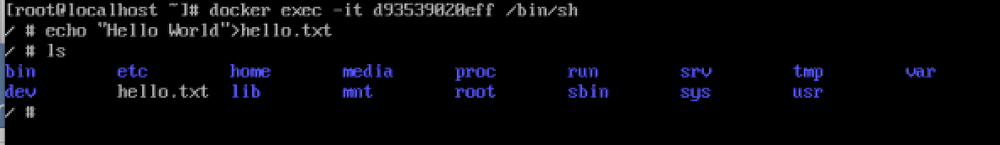 [root@localhost ~]# docker exec -it d93539020eff /bin/sh
/ # echo "Hello World">hello.txt
/ # ls
bin etc home media proc run srv tmp var
dev hello.txt lib mnt root sbin sys usr
/ #